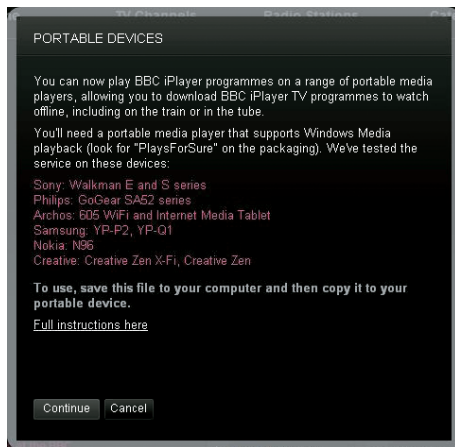 TV Channels Radio Stations
PORTABLE DEVICES
You can now play BBC iPlayer programmes on a range of portable media
players, allowing you to download BBC iPlayer TV programmes to watch
offline, including on the train or in the tube.
You'll need a portable media player that supports Windows Media
playback (look for "PlaysForSure" on the packaging). We've tested the
service on these devices:
Sony: Walkman E and S series
Philips: GoGear SA52 series
Archos: 605 WiFi and Internet Media Tablet
Samsung: YP-P2, YP-Q1
Nokia: N96
Creative: Creative Zen X-Fi, Creative Zen
To use, save this file to your computer and then copy it to your
portable device.
Full instructions here
Continue Cancel